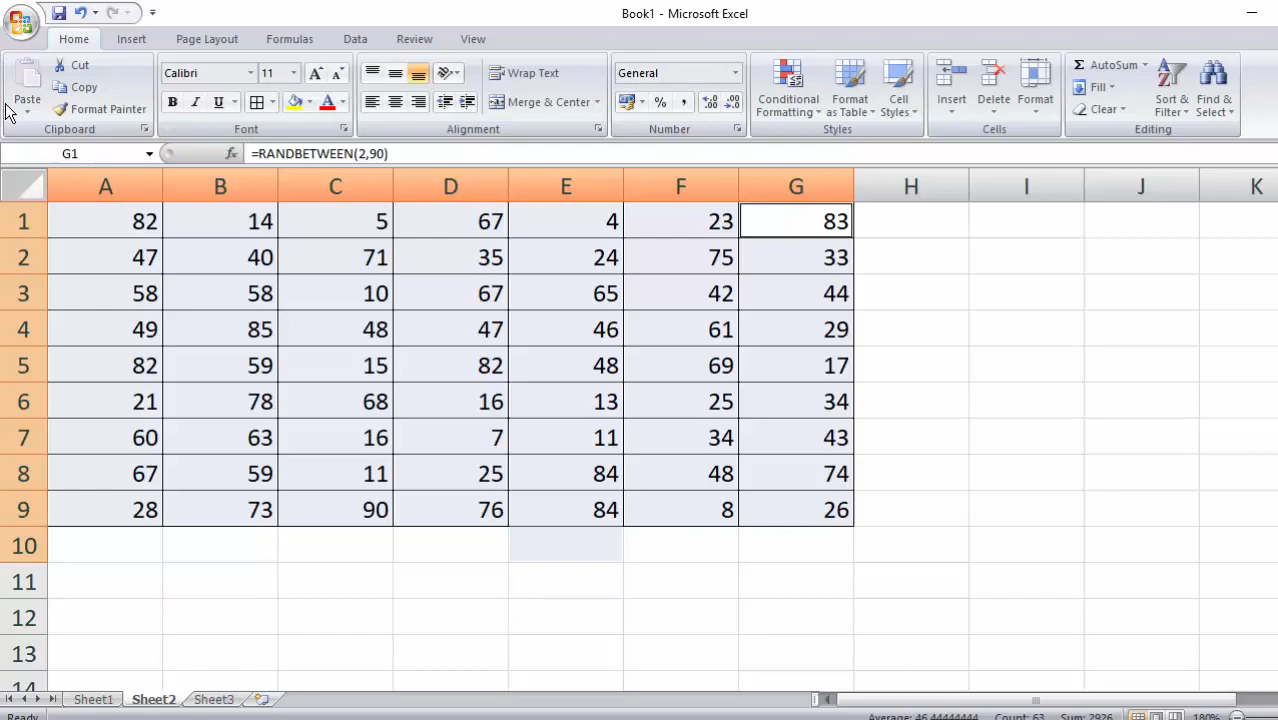 Book1 - Microsoft Excel
Home Insert Page Layout Formulas Data Review View
Paste
Cut
Copy
Format Painter
Clipboard
Calibri 11 A A
B I U A
Font
Wrap Text
Merge & Center
Alignment
General
% ,
Number
Conditional Formatting
Format as Table
Cell Styles
Styles
Insert Delete Format
Cells
Σ AutoSum
Fill
Clear
Sort & Filter
Find & Select
Editing
G1 fx =RANDBETWEEN(2,90)
A B C D E F G H I J K
1 82 14 5 67 4 23 83
2 47 40 71 35 24 75 33
3 58 58 10 67 65 42 44
4 49 85 48 47 46 61 29
5 82 59 15 82 48 69 17
6 21 78 68 16 13 25 34
7 60 63 16 7 11 34 43
8 67 59 11 25 84 48 74
9 28 73 90 76 84 8 26
10
11
12
13
14
Sheet1 Sheet2 Sheet3
Ready Average: 46.44444444 Count: 63 Sum: 2926 180%